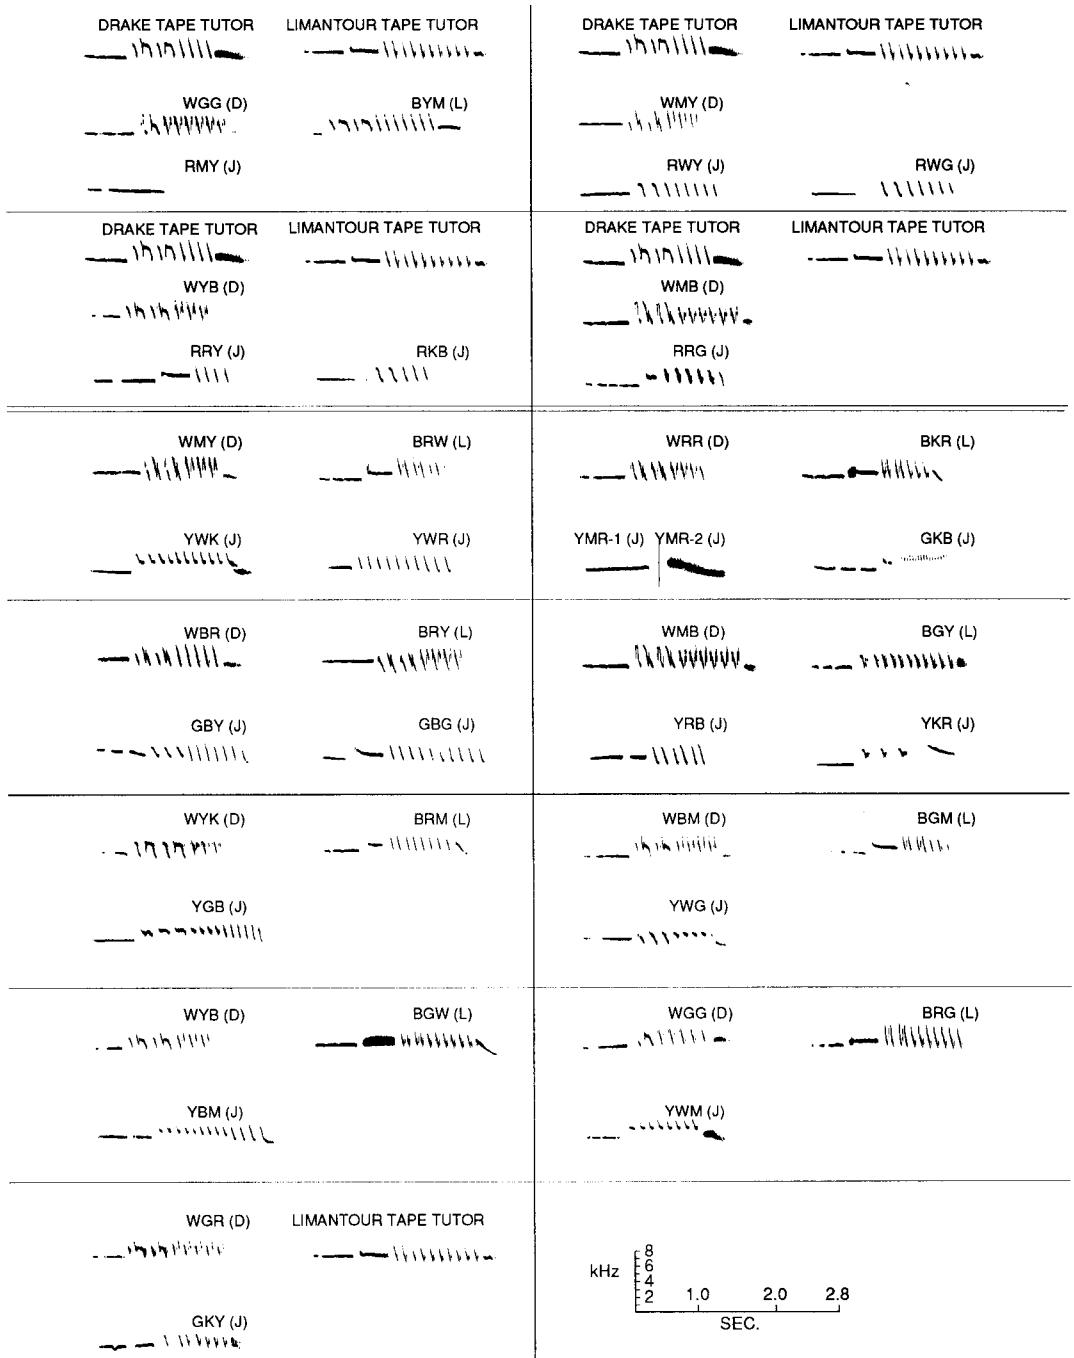 DRAKE TAPE TUTOR LIMANTOUR TAPE TUTOR
WGG (D) BYM (L)
RMY (J)
DRAKE TAPE TUTOR LIMANTOUR TAPE TUTOR
WMY (D)
RWY (J) RWG (J)
DRAKE TAPE TUTOR LIMANTOUR TAPE TUTOR
WYB (D)
RRY (J) RKB (J)
DRAKE TAPE TUTOR LIMANTOUR TAPE TUTOR
WMB (D)
RRG (J)
WMY (D) BRW (L)
YWK (J) YWR (J)
WRR (D) BKR (L)
YMR-1 (J) YMR-2 (J) GKB (J)
WBR (D) BRY (L)
GBY (J) GBG (J)
WMB (D) BGY (L)
YRB (J) YKR (J)
WYK (D) BRM (L)
YGB (J)
WBM (D) BGM (L)
YWG (J)
WYB (D) BGW (L)
YBM (J)
WGG (D) BRG (L)
YWM (J)
WGR (D) LIMANTOUR TAPE TUTOR
GKY (J)
8
6
kHz 4
2 1.0 2.0 2.8
SEC.